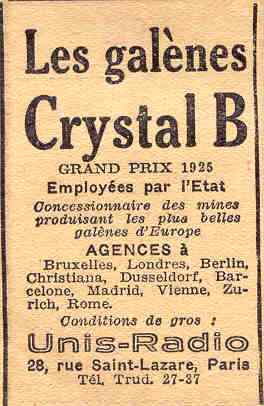 Les galènes
Crystal B
GRAND PRIX 1925
Employées par l'Etat
Concessionnaire des mines
produisant les plus belles
galènes d'Europe
AGENCES à
Bruxelles, Londres, Berlin,
Christiana, Dusseldorf, Bar-
celone, Madrid, Vienne, Zu-
rich, Rome.
Conditions de gros :
Unis-Radio
28, rue Saint-Lazare, Paris
Tél. Trud. 27-37